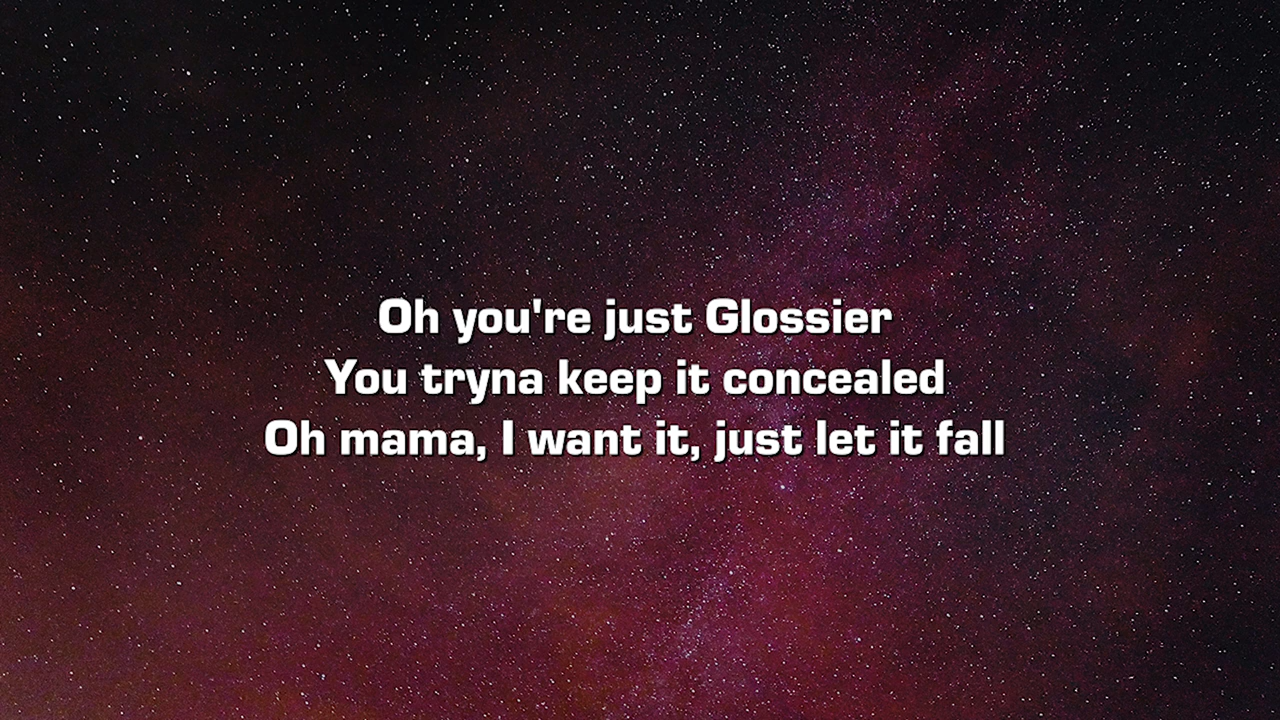 Oh you're just Glossier
You tryna keep it concealed
Oh mama, I want it, just let it fall